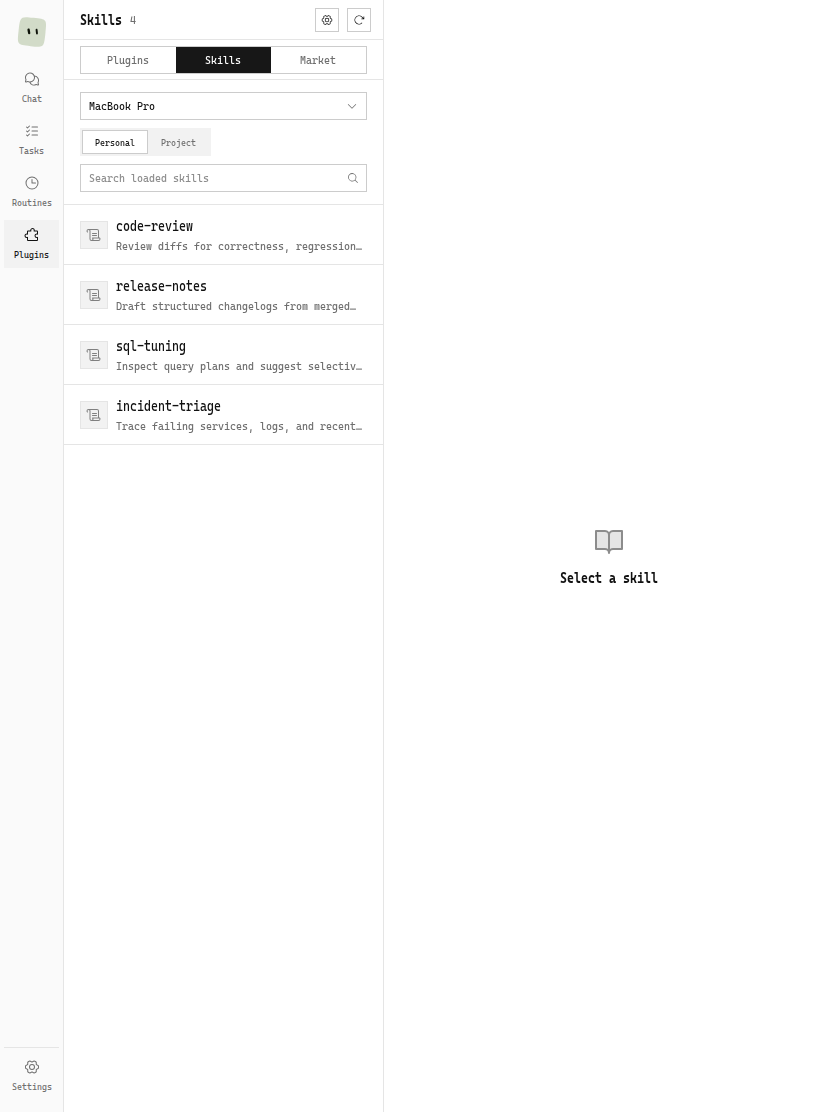 Skills 4
Plugins Skills Market
MacBook Pro
Personal Project
Search loaded skills
code-review
Review diffs for correctness, regression…
release-notes
Draft structured changelogs from merged…
sql-tuning
Inspect query plans and suggest selectiv…
incident-triage
Trace failing services, logs, and recent…
Chat
Tasks
Routines
Plugins
Settings
Select a skill